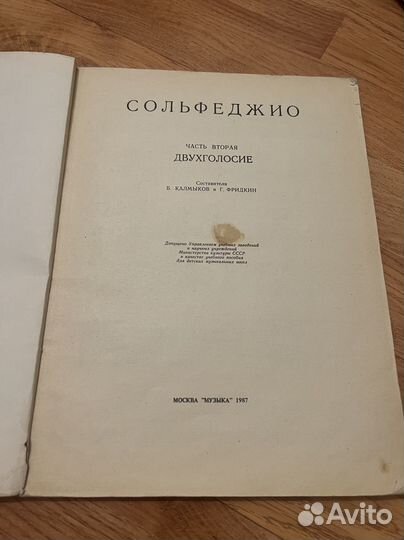 СОЛЬФЕДЖИО
ЧАСТЬ ВТОРАЯ
ДВУХГОЛОСИЕ
Составители
Б. КАЛМЫКОВ и Г. ФРИДКИН
Допущено Управлением учебных заведений
и научных учреждений
Министерства культуры СССР
в качестве учебного пособия
для детских музыкальных школ
МОСКВА "МУЗЫКА" 1987
Avito